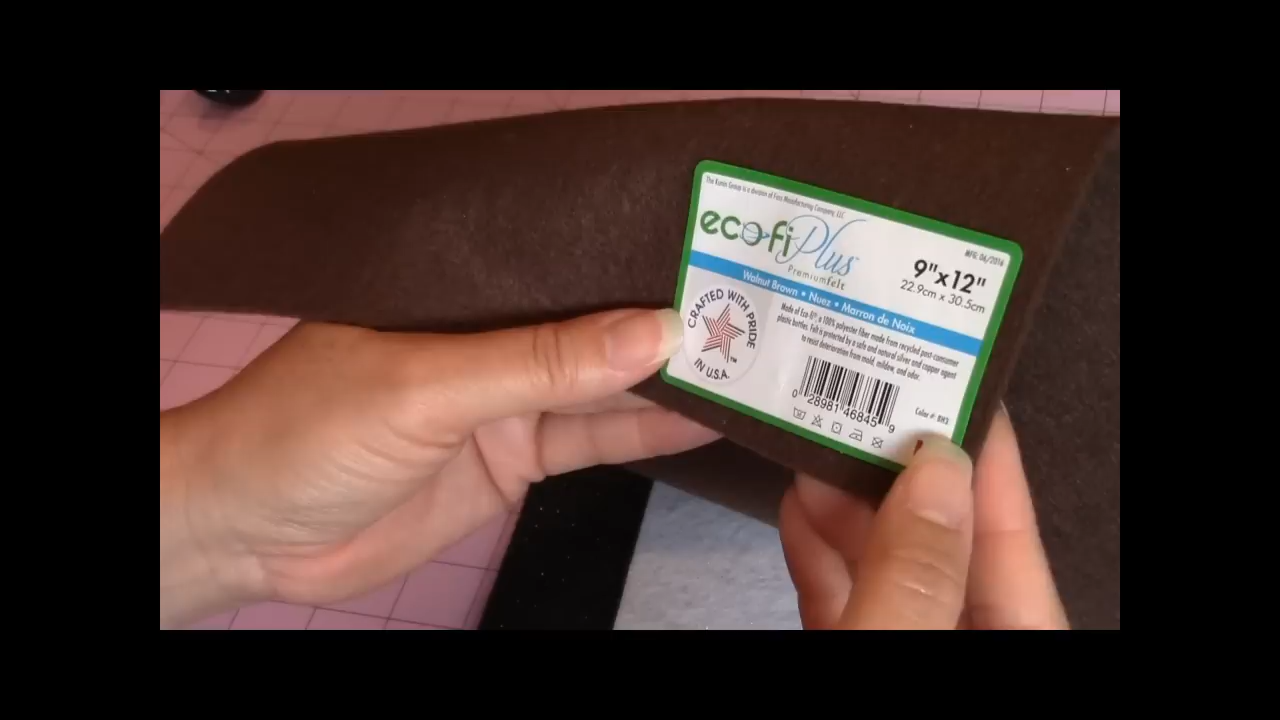 The Kunin Group is a division of Foss Manufacturing Company, LLC
MFG: 06/2016
ecofi Plus™
Premiumfelt
9"x12"
22.9cm x 30.5cm
Walnut Brown • Nuez • Marron de Noix
CRAFTED WITH PRIDE
IN U.S.A.
™
Made of Eco-Fi®, a 100% polyester fiber made from recycled post-consumer
plastic bottles. Felt is protected by a safe and natural silver and copper agent
to resist deterioration from mold, mildew, and odor.
0 28981 46845 9
Color #: